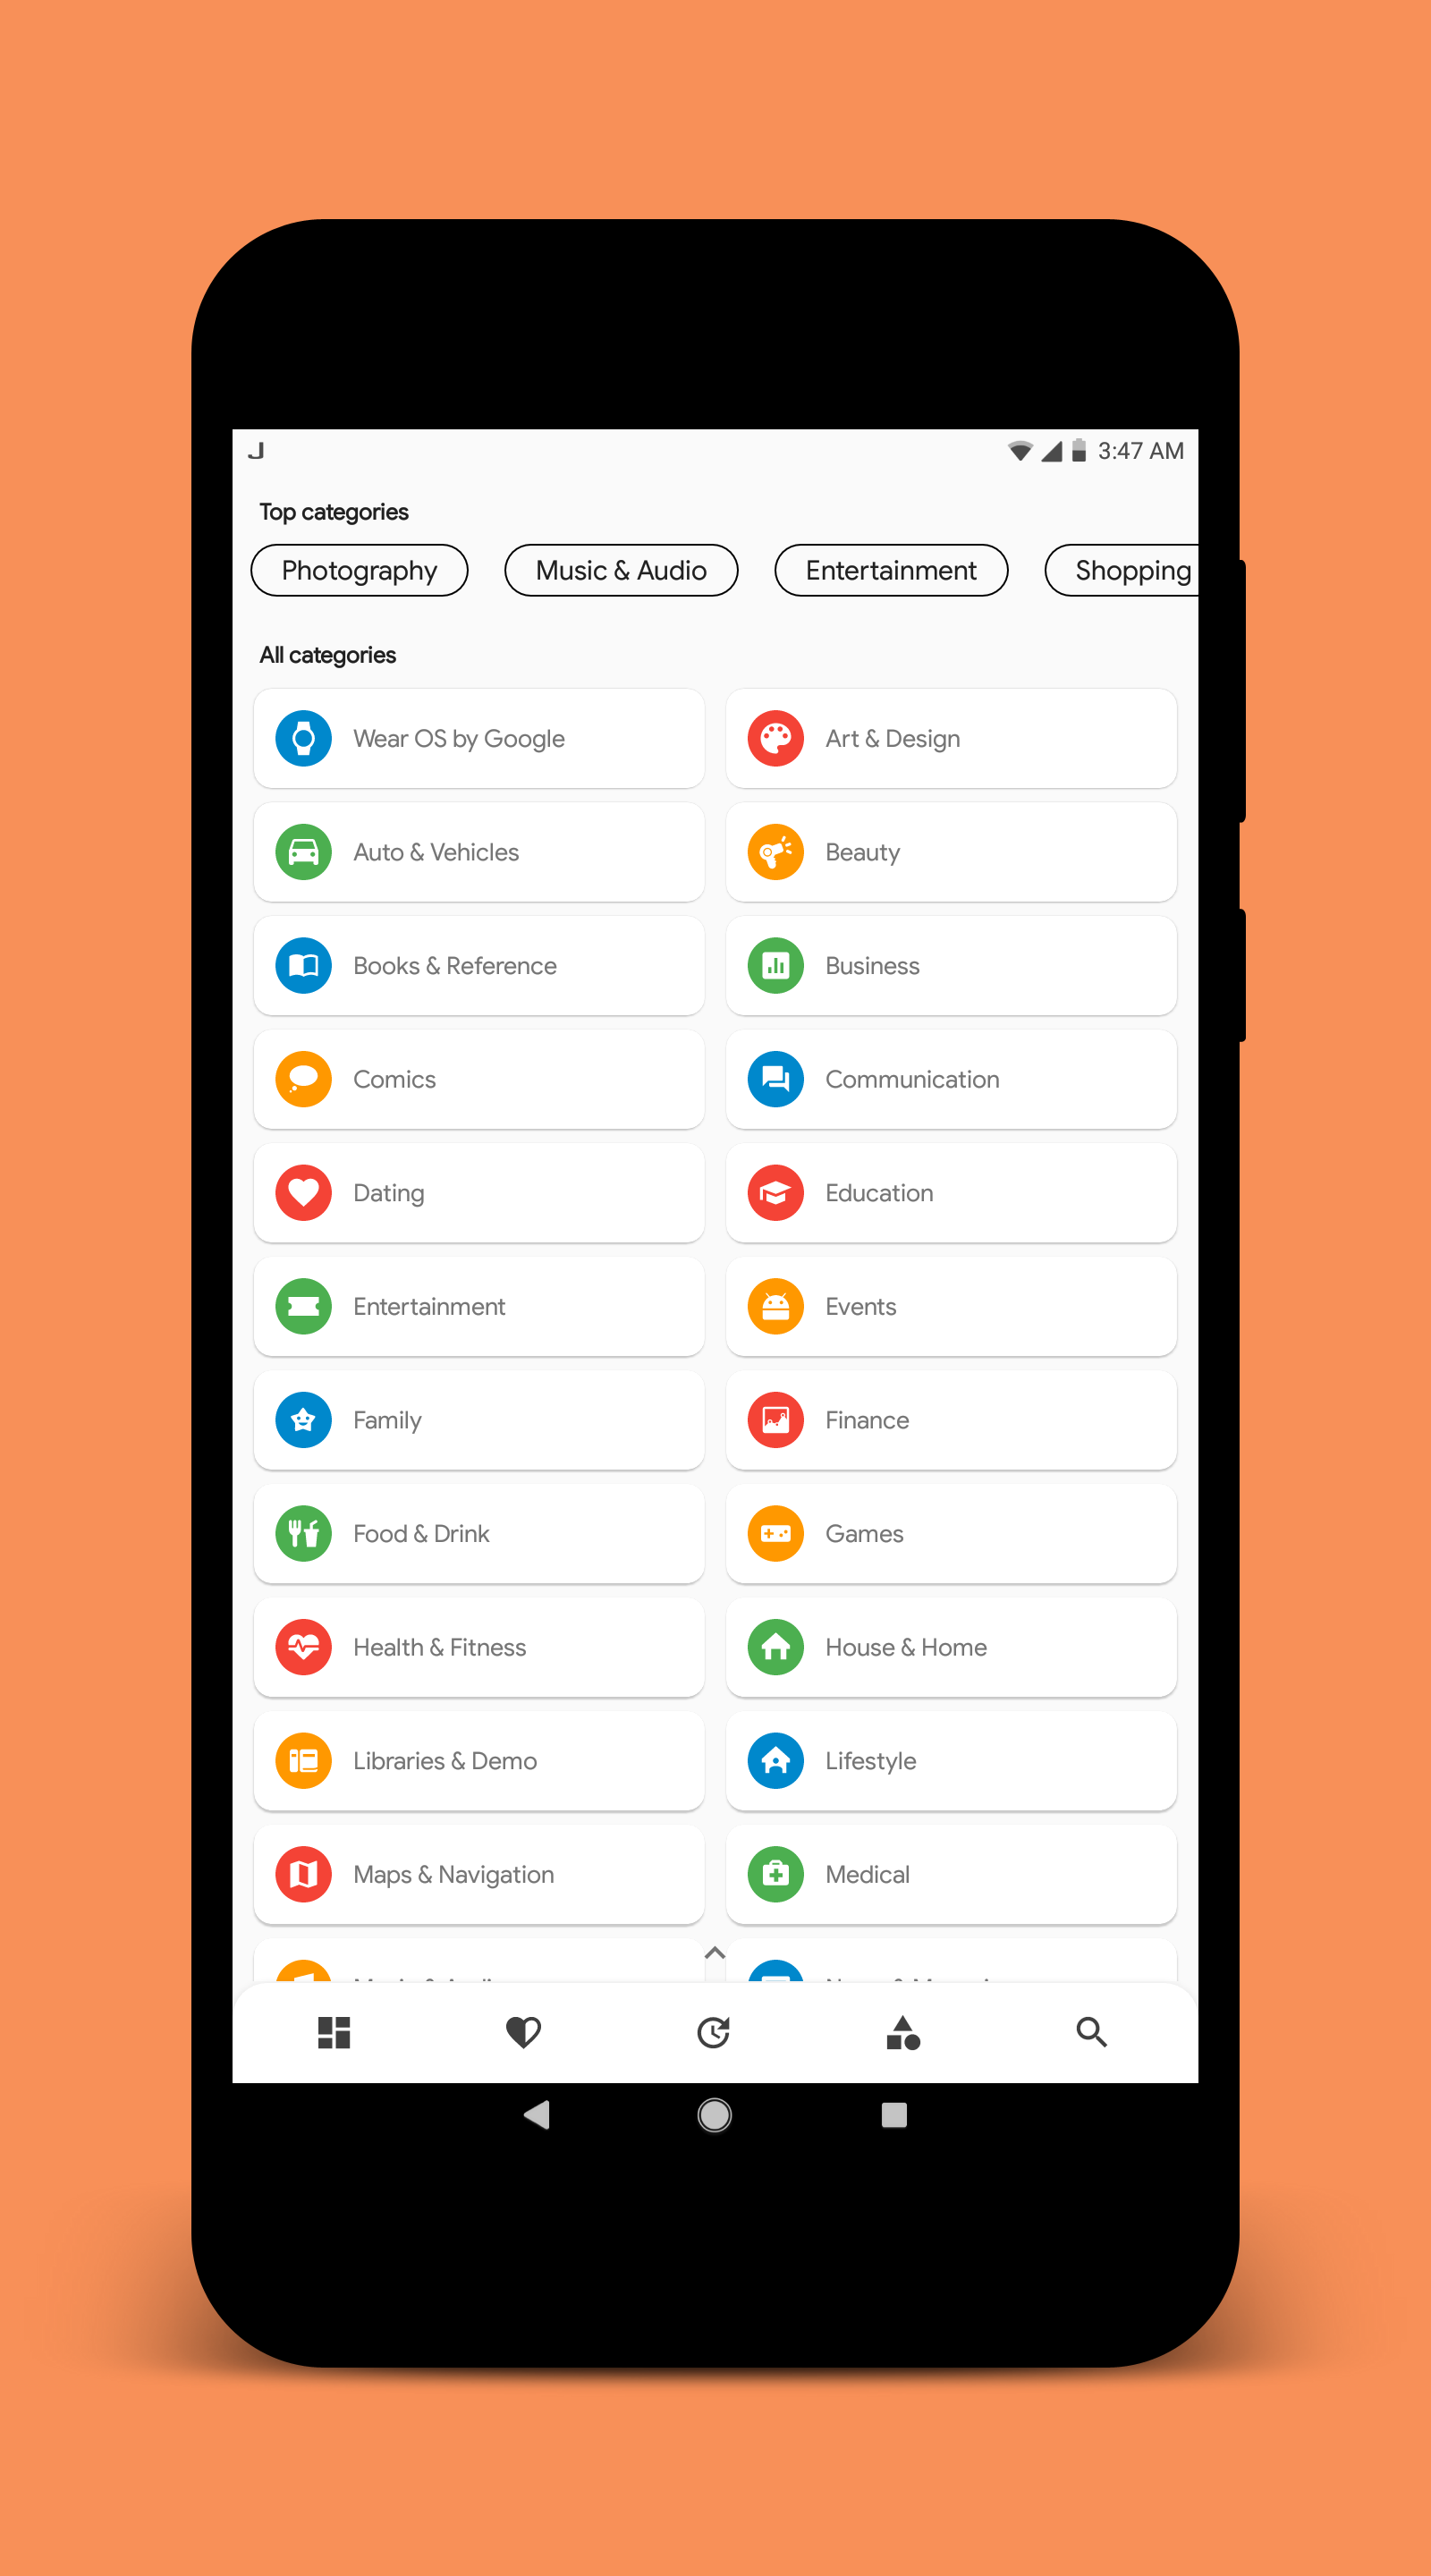 3:47 AM
Top categories
Photography
Music & Audio
Entertainment
Shopping
All categories
Wear OS by Google
Art & Design
Auto & Vehicles
Beauty
Books & Reference
Business
Comics
Communication
Dating
Education
Entertainment
Events
Family
Finance
Food & Drink
Games
Health & Fitness
House & Home
Libraries & Demo
Lifestyle
Maps & Navigation
Medical